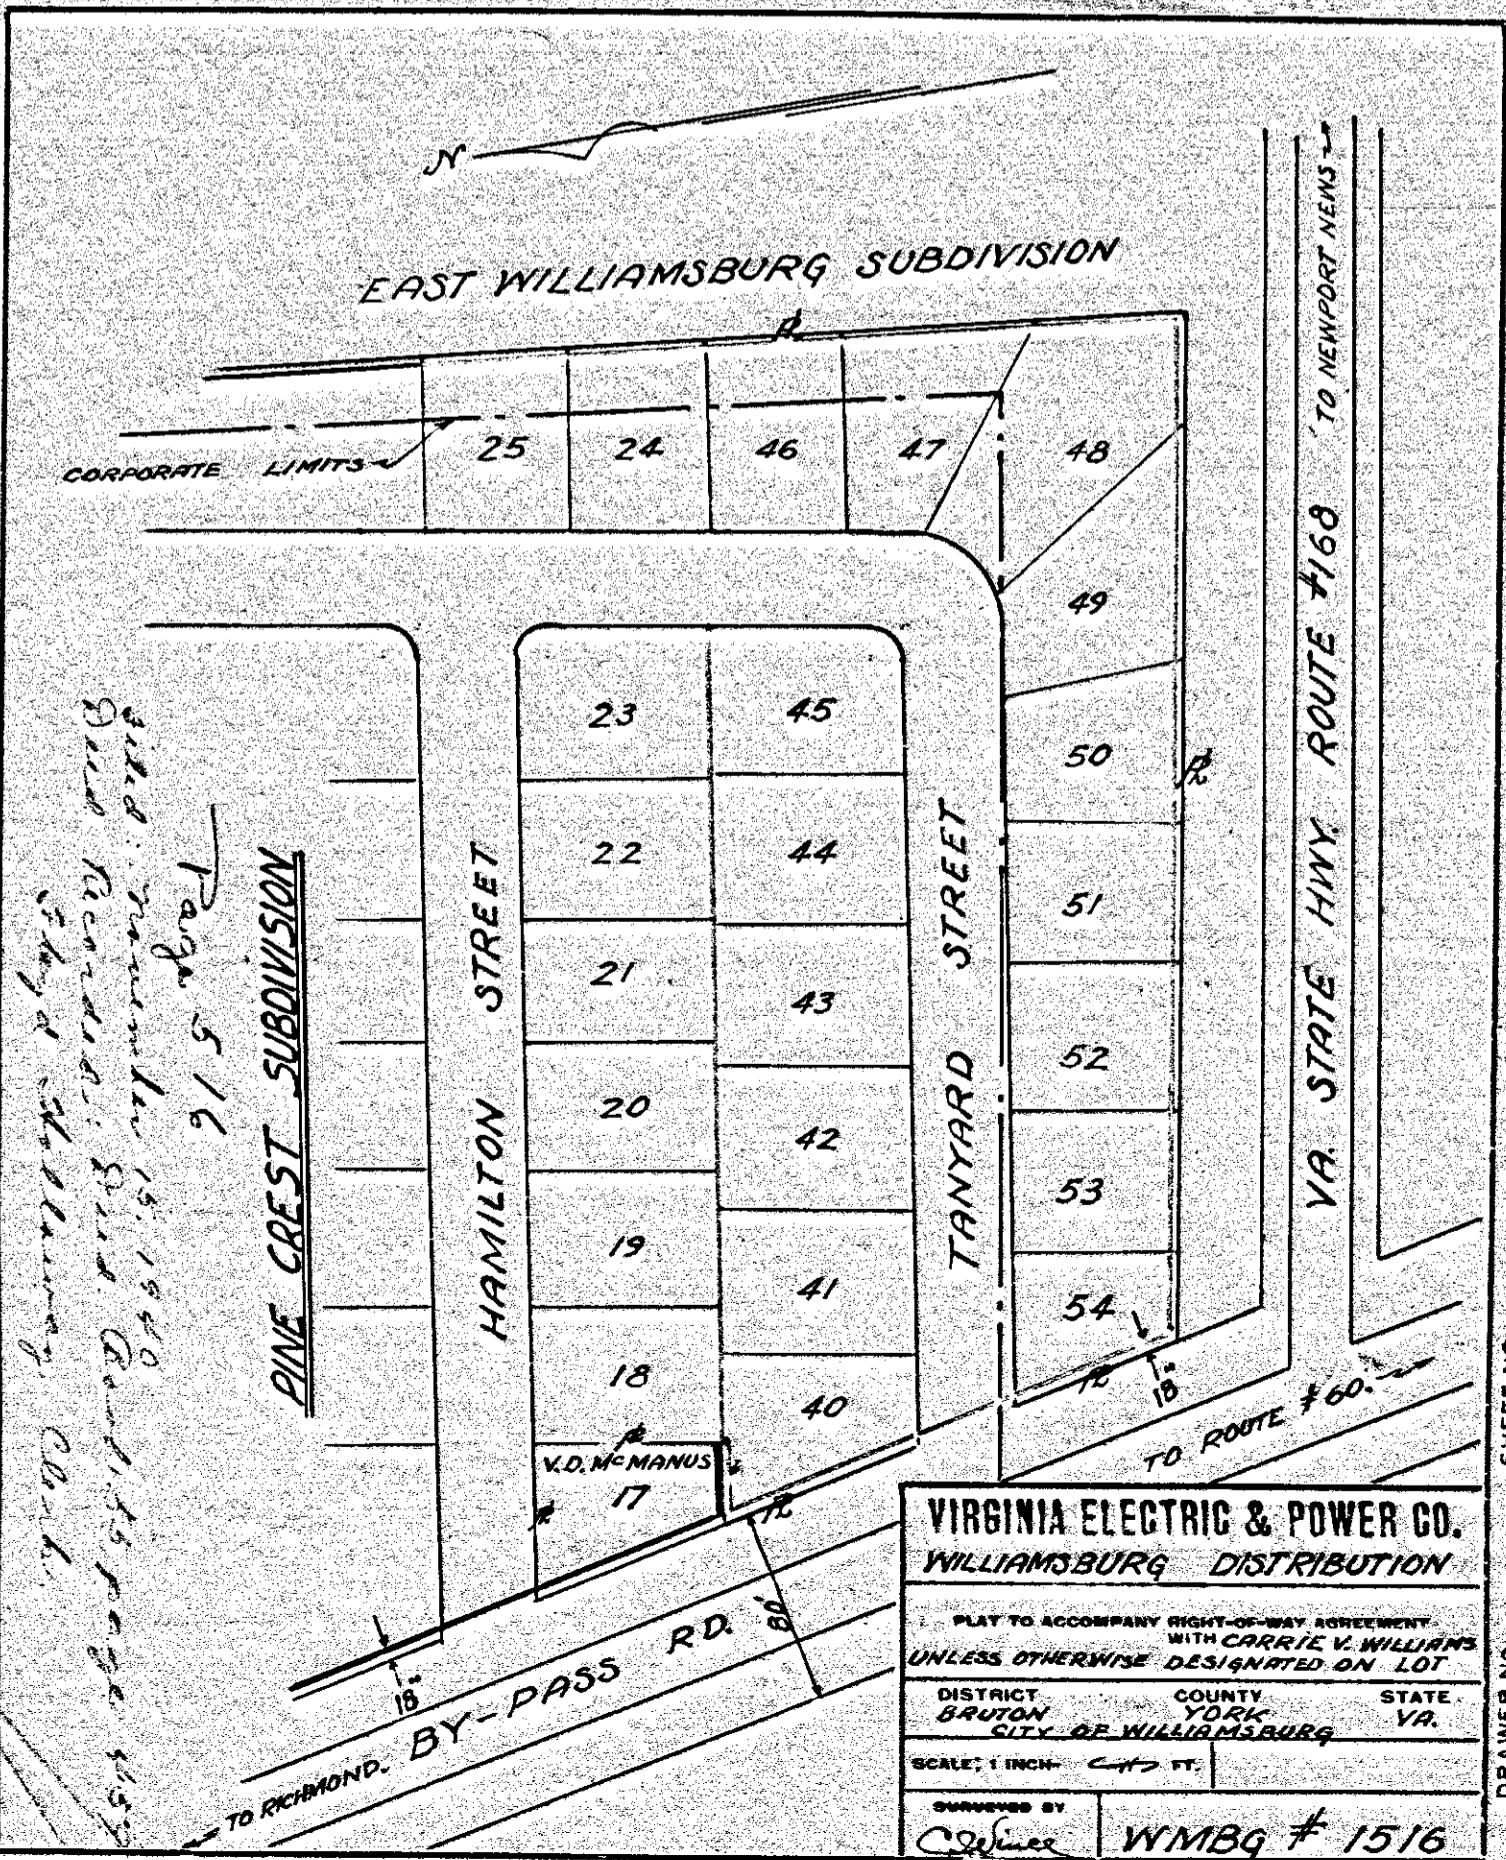 N
EAST WILLIAMSBURG SUBDIVISION
CORPORATE LIMITS
25
24
46
47
48
49
50
51
52
53
54
23
22
21
20
19
18
V.D. McMANUS
17
45
44
43
42
41
40
HAMILTON STREET
TANYARD STREET
VA. STATE HWY. ROUTE #168
TO NEWPORT NEWS
PINE CREST SUBDIVISION
Page 516
18"
18"
80'
TO ROUTE #60.
TO RICHMOND.
BY-PASS RD.
VIRGINIA ELECTRIC & POWER CO.
WILLIAMSBURG DISTRIBUTION
PLAT TO ACCOMPANY RIGHT-OF-WAY AGREEMENT
WITH CARRIE V. WILLIAMS
UNLESS OTHERWISE DESIGNATED ON LOT
DISTRICT COUNTY STATE
BRUTON YORK VA.
CITY OF WILLIAMSBURG
SCALE; 1 INCH FT.
SURVEYED BY
WMBG # 1516